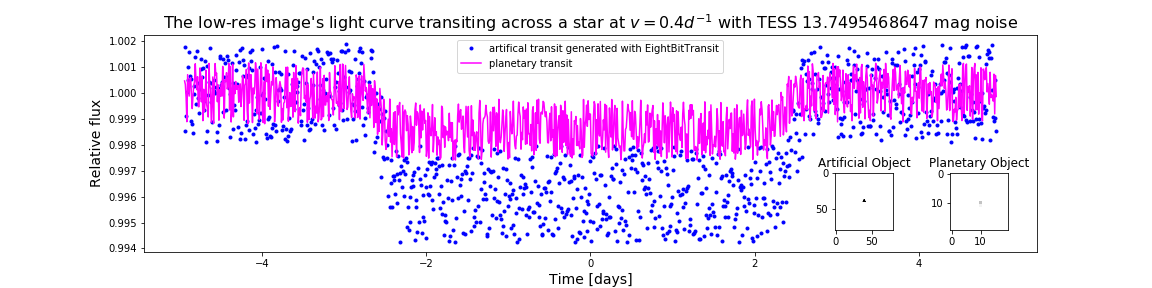 The low-res image's light curve transiting across a star at v = 0.4d⁻¹ with TESS 13.7495468647 mag noise
artifical transit generated with EightBitTransit
planetary transit
Relative flux
1.002
1.001
1.000
0.999
0.998
0.997
0.996
0.995
0.994
−4
−2
0
2
4
Time [days]
Artificial Object
0
50
0 50
Planetary Object
0
10
0 10